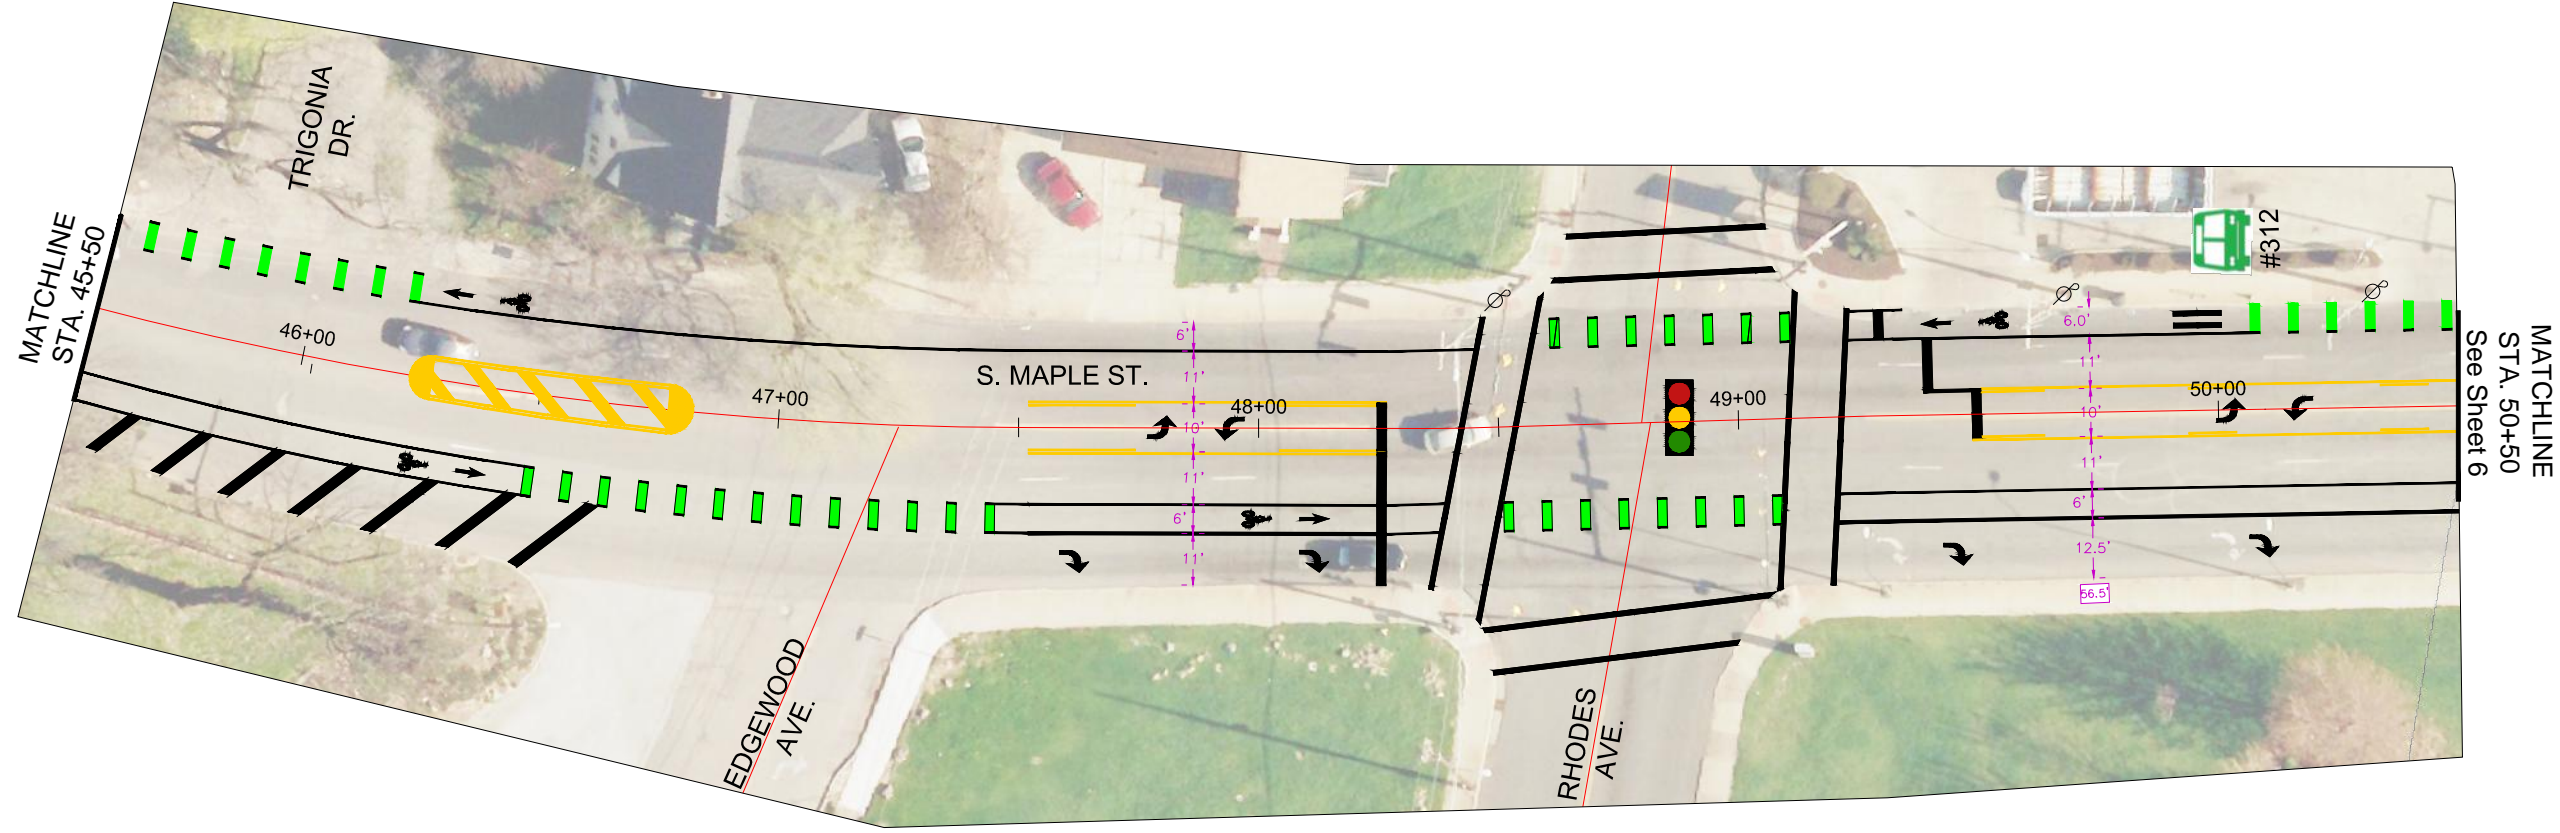 MATCHLINE
STA. 45+50
TRIGONIA
DR.
46+00
47+00
S. MAPLE ST.
48+00
6'
11'
10'
11'
6'
11'
EDGEWOOD
AVE.
RHODES
AVE.
49+00
#312
50+00
6.0'
11'
10'
11'
6'
12.5'
56.5'
MATCHLINE
STA. 50+50
See Sheet 6